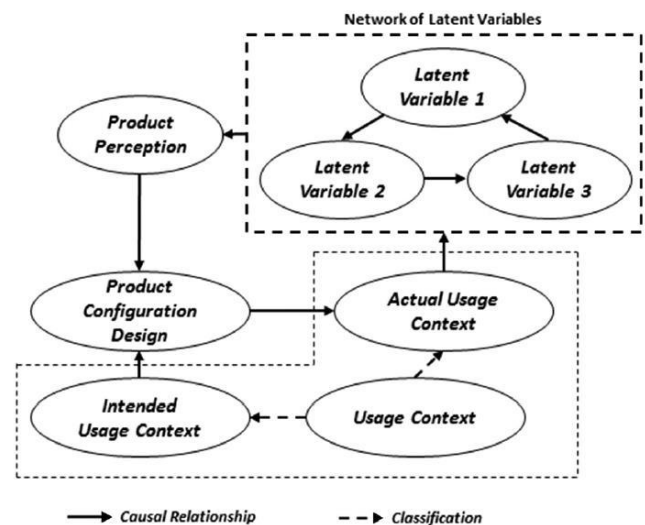 Network of Latent Variables
Latent
Variable 1
Product
Perception
Latent
Variable 2
Latent
Variable 3
Product
Configuration
Design
Actual Usage
Context
Intended
Usage Context
Usage Context
Causal Relationship
Classification